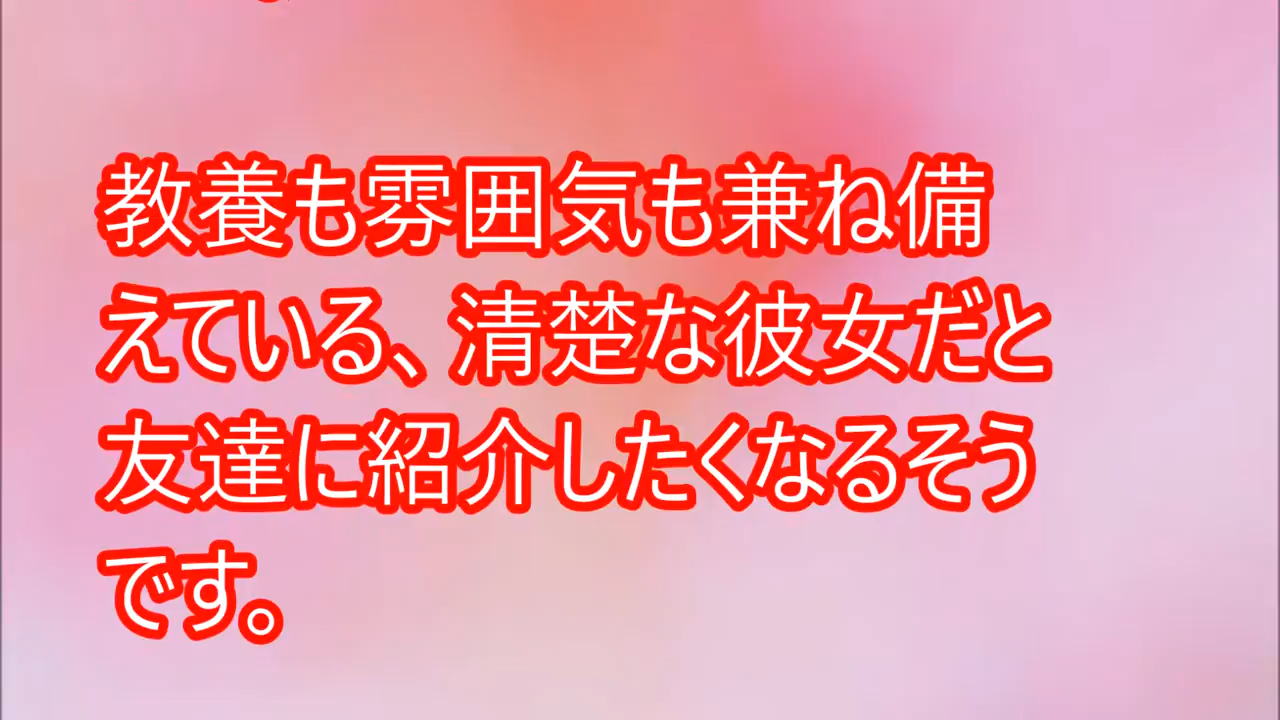 教養も雰囲気も兼ね備
えている、清楚な彼女だと
友達に紹介したくなるそう
です。